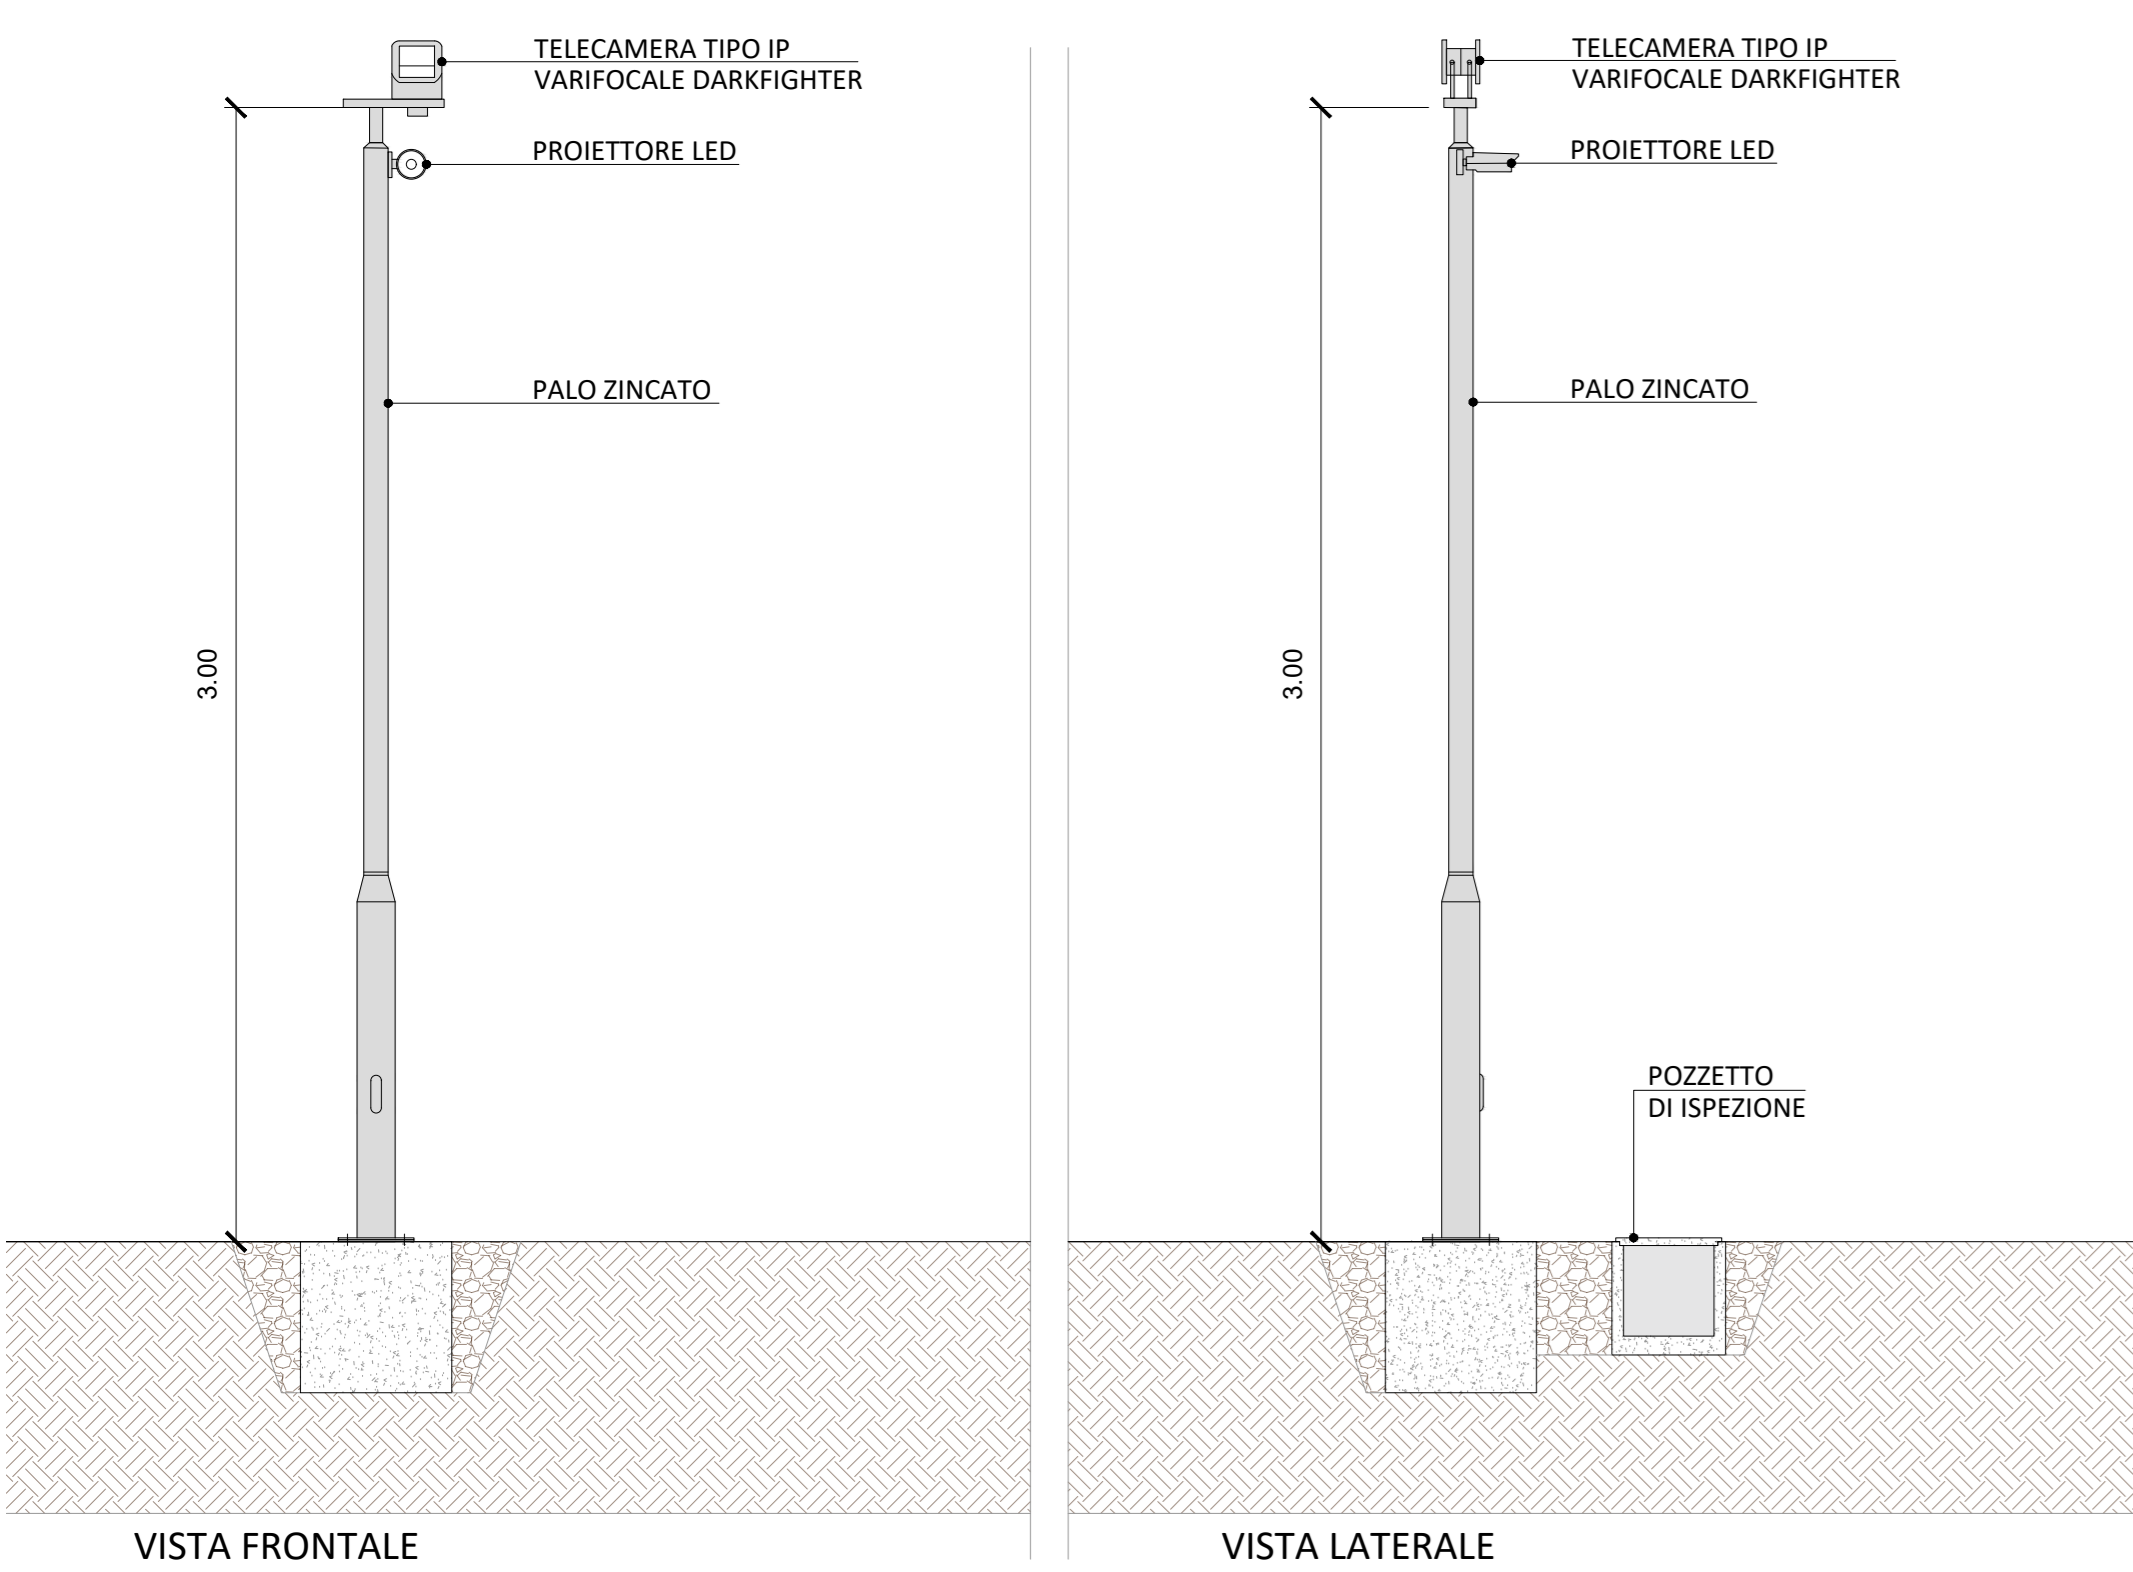 TELECAMERA TIPO IP
VARIFOCALE DARKFIGHTER
PROIETTORE LED
PALO ZINCATO
3.00
VISTA FRONTALE
TELECAMERA TIPO IP
VARIFOCALE DARKFIGHTER
PROIETTORE LED
PALO ZINCATO
3.00
POZZETTO
DI ISPEZIONE
VISTA LATERALE